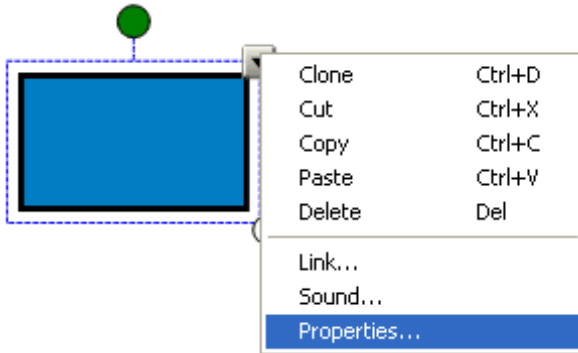 Clone Ctrl+D
Cut Ctrl+X
Copy Ctrl+C
Paste Ctrl+V
Delete Del
Link...
Sound...
Properties...